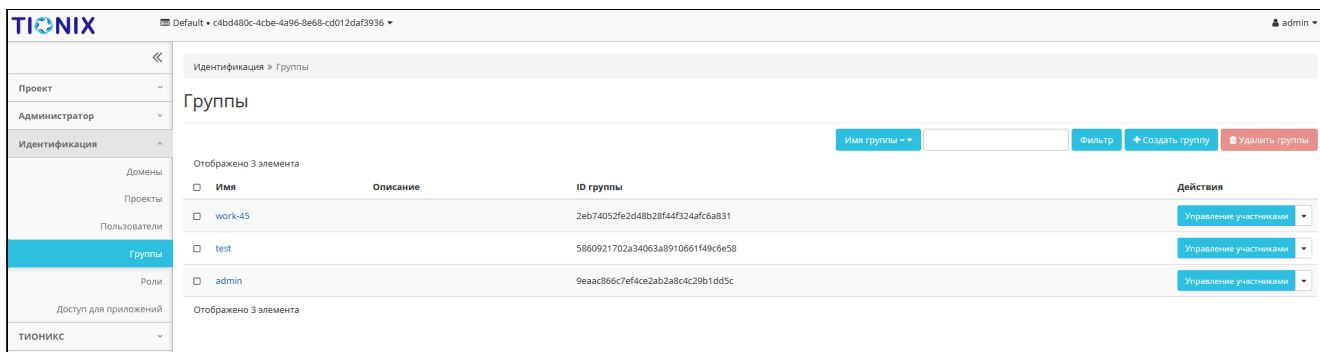 TIONIX
Default • c4bd480c-4cbe-4a96-8e68-cd012daf3936
admin
Идентификация » Группы
Проект
Администратор
Идентификация
Домены
Проекты
Пользователи
Группы
Роли
Доступ для приложений
ТИОНИКС
Группы
Имя группы =
Фильтр
+ Создать группу
Удалить группы
Отображено 3 элемента
Имя Описание ID группы Действия
work-45 2eb74052fe2d48b28f44f324afc6a831 Управление участниками
test 5860921702a34063a8910661f49c6e58 Управление участниками
admin 9eaac866c7ef4ce2ab2a8c4c29b1dd5c Управление участниками
Отображено 3 элемента